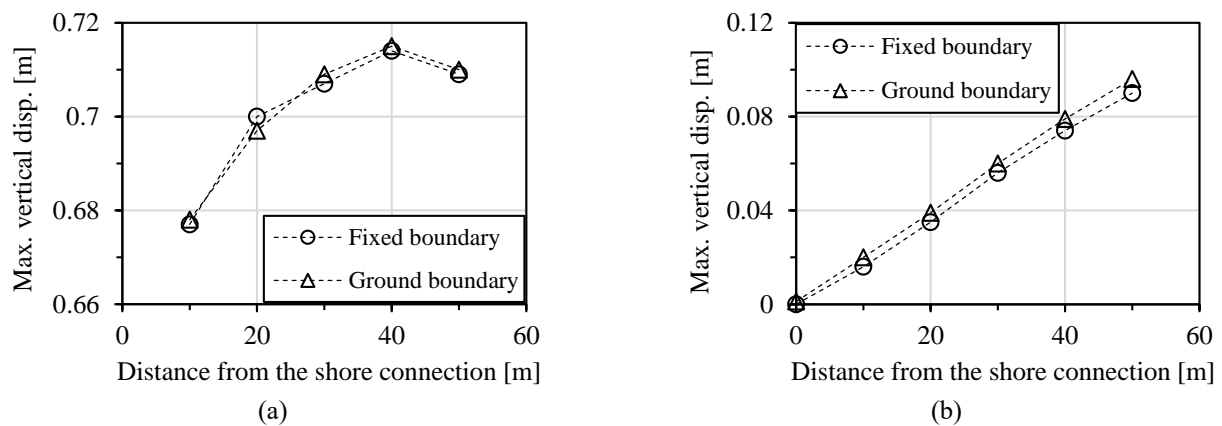 Max. vertical disp. [m]
0.72
0.7
0.68
0.66
Fixed boundary
Ground boundary
0
20
40
60
Distance from the shore connection [m]
(a)
Max. vertical disp. [m]
0.12
0.08
0.04
0
Fixed boundary
Ground boundary
0
20
40
60
Distance from the shore connection [m]
(b)